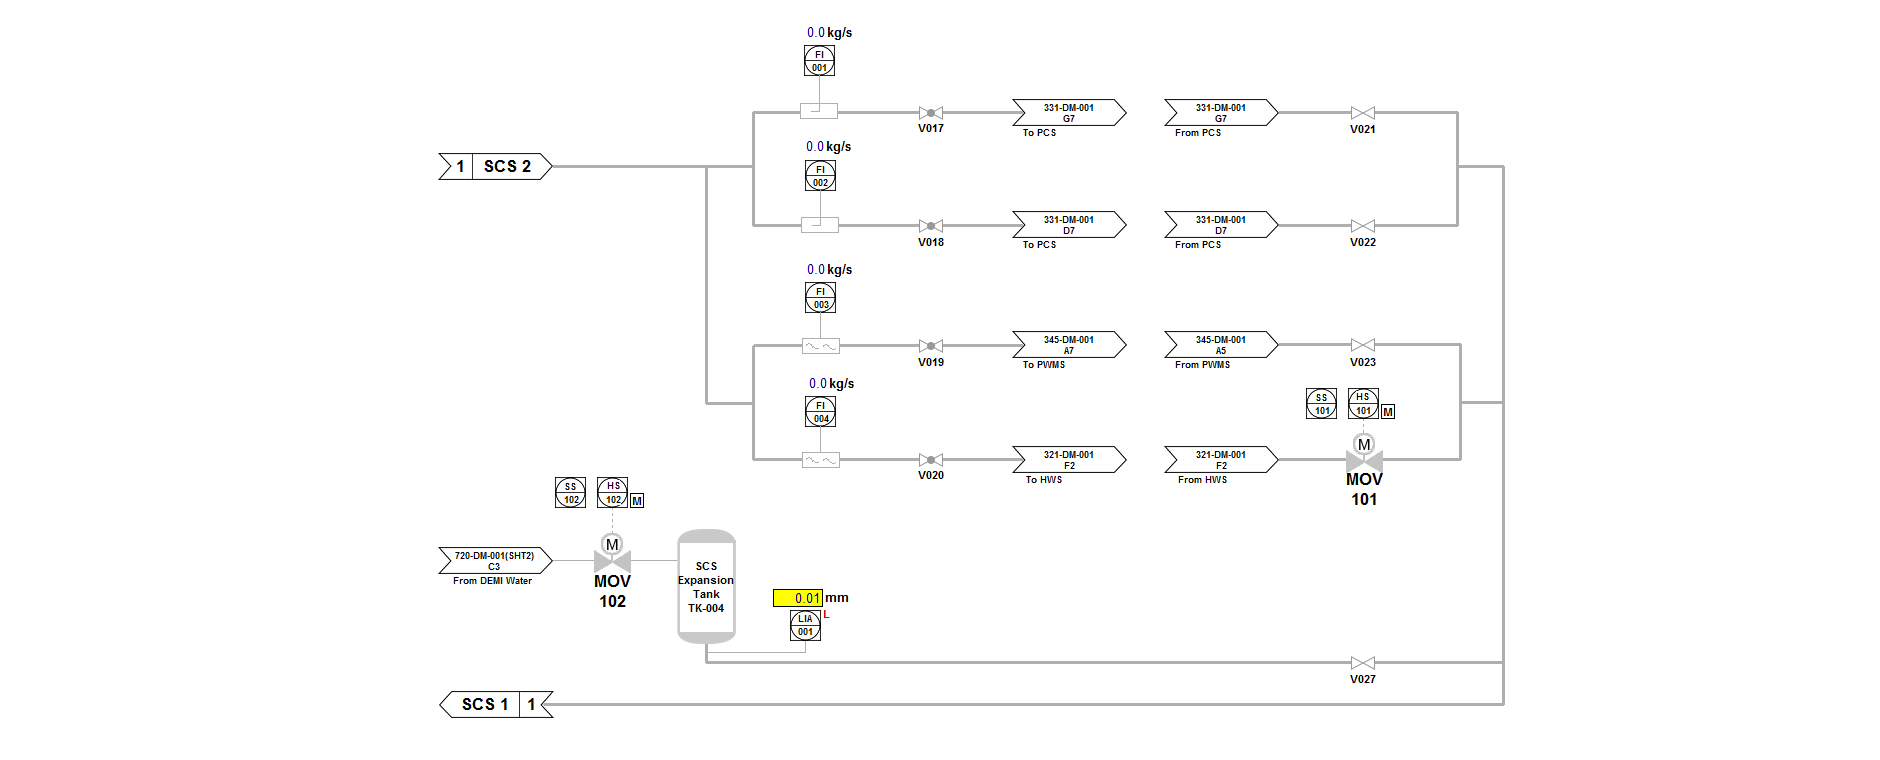 0.0 kg/s
FI
001
331-DM-001
G7
To PCS
331-DM-001
G7
From PCS
V017
V021
0.0 kg/s
1 SCS 2
FI
002
331-DM-001
D7
To PCS
331-DM-001
D7
From PCS
V018
V022
0.0 kg/s
FI
003
345-DM-001
A7
To PWMS
345-DM-001
A5
From PWMS
V019
V023
0.0 kg/s
FI
004
SS
101
HS
101
M
M
321-DM-001
F2
To HWS
321-DM-001
F2
From HWS
V020
MOV
101
SS
102
HS
102
M
M
720-DM-001(SHT2)
C3
From DEMI Water
MOV
102
SCS
Expansion
Tank
TK-004
0.01 mm
L
LIA
001
V027
SCS 1 1